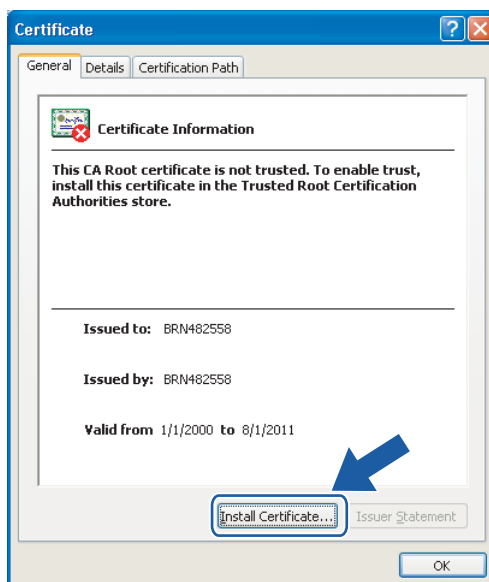 Certificate
General Details Certification Path
Certificate Information
This CA Root certificate is not trusted. To enable trust,
install this certificate in the Trusted Root Certification
Authorities store.
Issued to: BRN482558
Issued by: BRN482558
Valid from 1/1/2000 to 8/1/2011
Install Certificate... Issuer Statement
OK